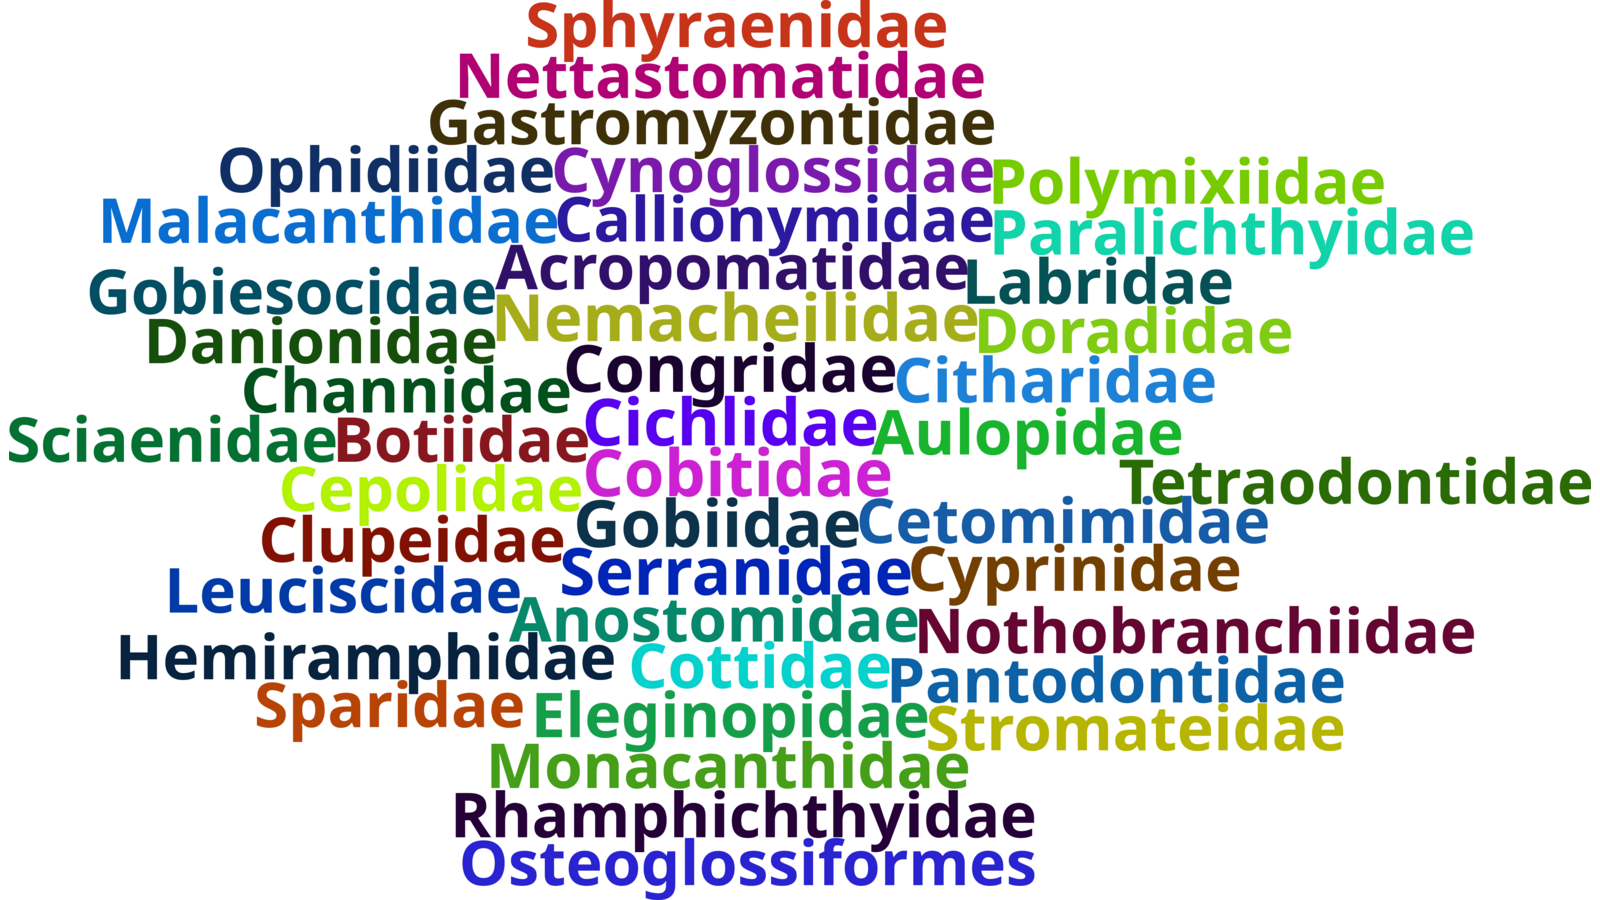 Sphyraenidae
Nettastomatidae
Gastromyzontidae
Ophidiidae Cynoglossidae Polymixiidae
Malacanthidae Callionymidae Paralichthyidae
Acropomatidae Labridae
Gobiesocidae Nemacheilidae Doradidae
Danionidae Congridae Citharidae
Channidae Cichlidae Aulopidae
Sciaenidae Botiidae Cobitidae Tetraodontidae
Cepolidae Gobiidae Cetomimidae
Clupeidae Serranidae Cyprinidae
Leuciscidae Anostomidae Nothobranchiidae
Hemiramphidae Cottidae Pantodontidae
Sparidae Eleginopidae Stromateidae
Monacanthidae
Rhamphichthyidae
Osteoglossiformes